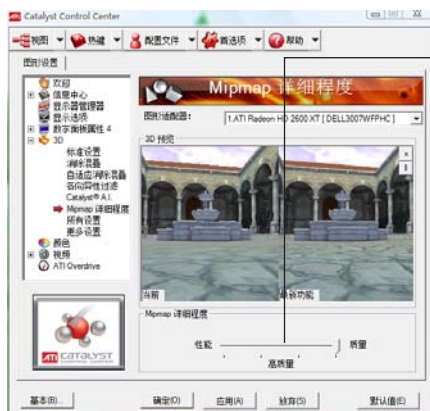 Catalyst Control Center
视图 热键 配置文件 首选项 帮助
图形设置
欢迎
信息中心
显示器管理器
显示选项
数字面板属性 4
3D
标准设置
消除混叠
自适应消除混叠
各向异性过滤
Catalyst® A.I.
Mipmap 详细程度
所有设置
更多设置
颜色
视频
ATI Overdrive
ATI CATALYST
Mipmap 详细程度
图形适配器:
1.ATI Radeon HD 2600 XT [ DELL3007WFPHC ]
3D 预览
当前
Mipmap 详细程度
性能
质量
高质量
基本(B)...
确定(O)
应用(A)
放弃(S)
默认值(E)